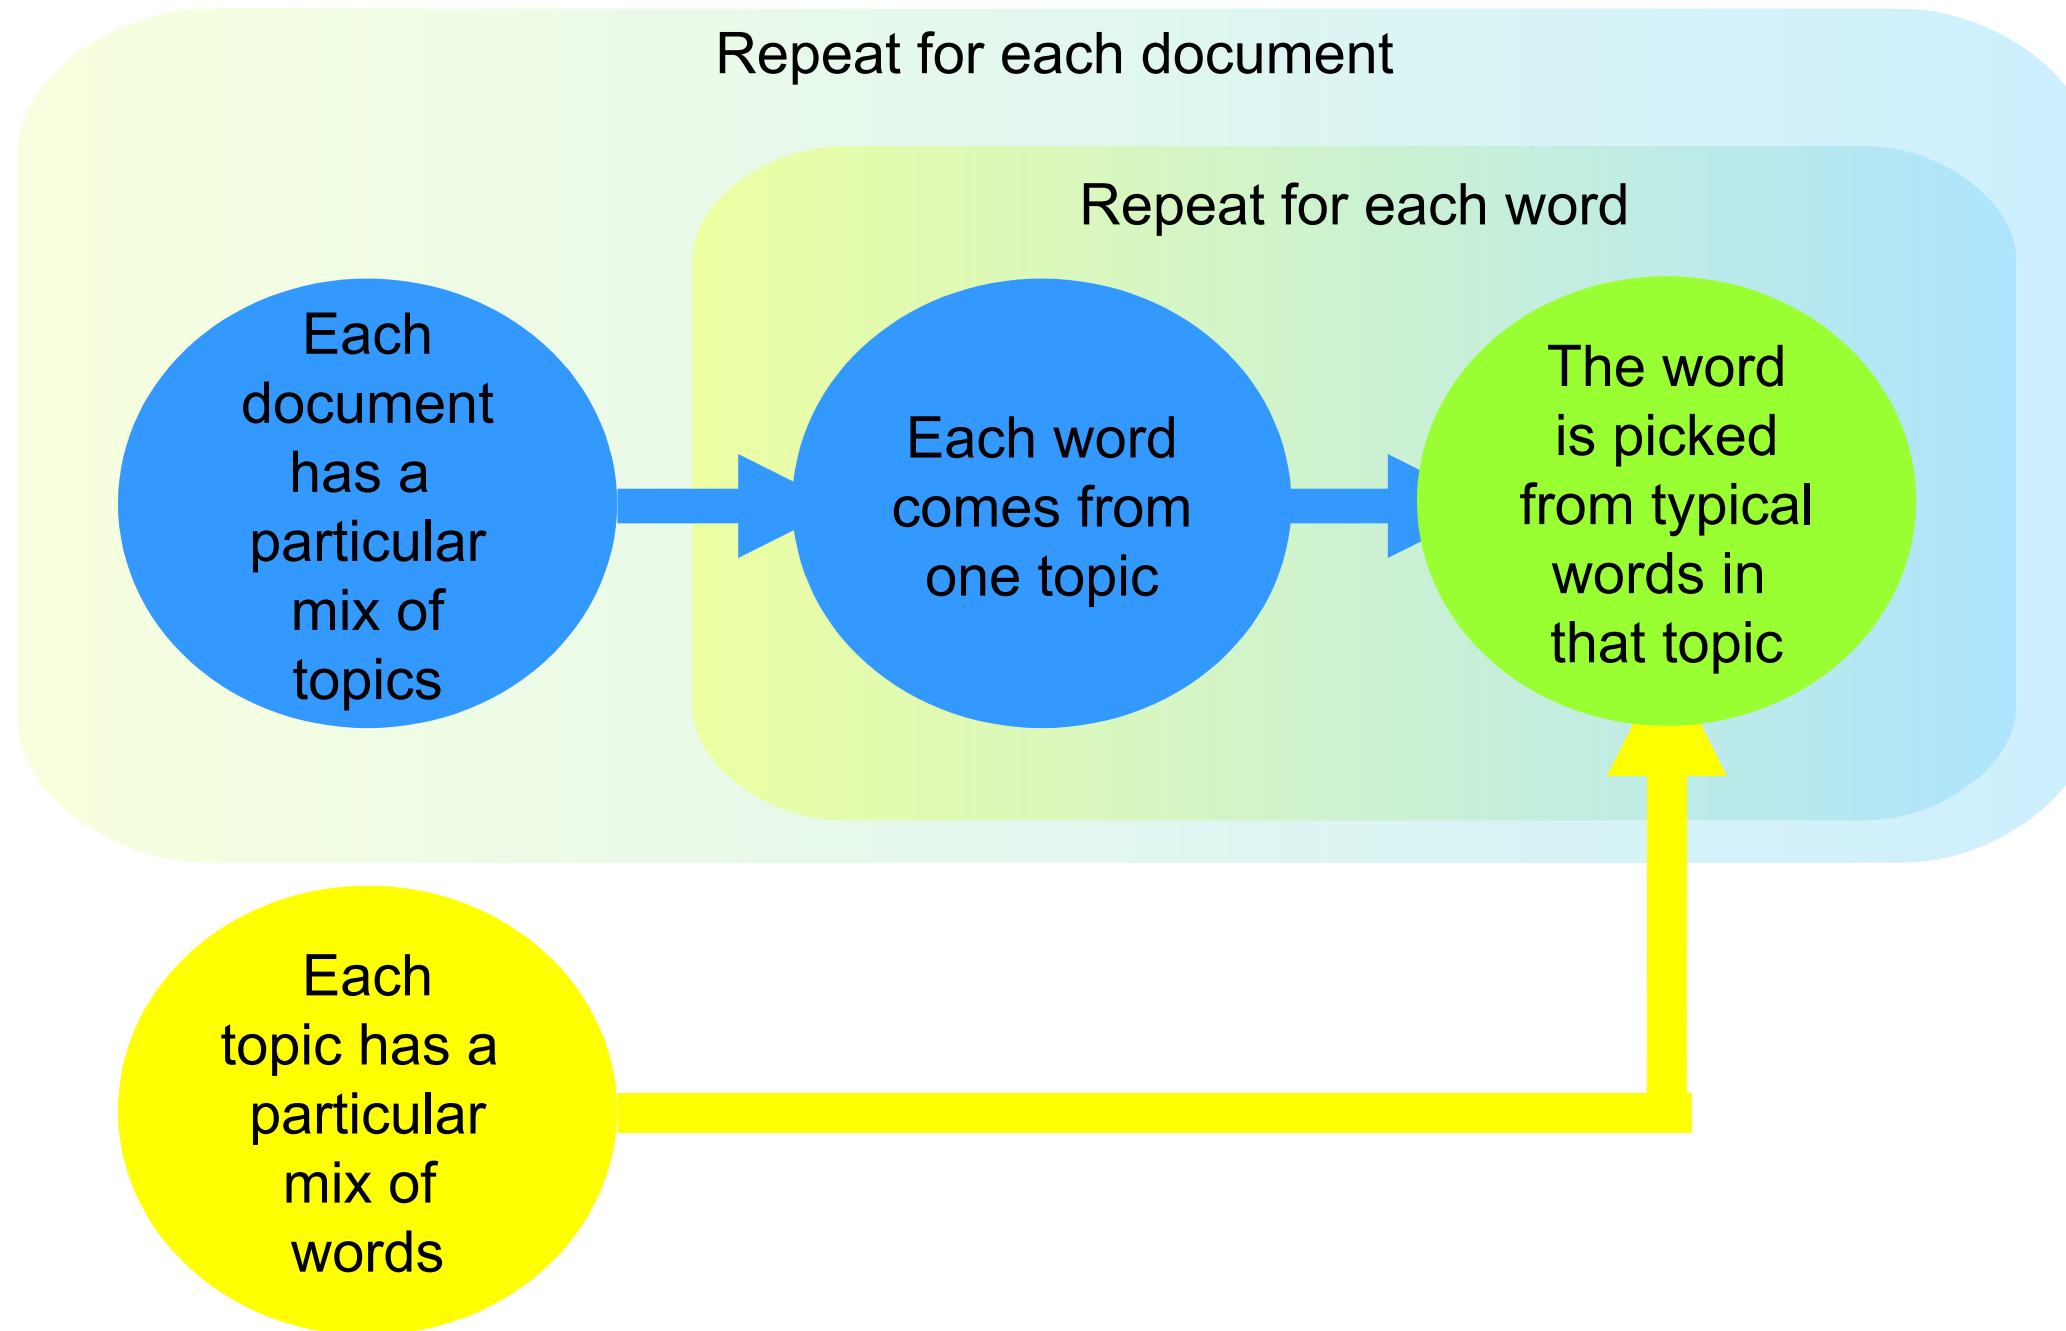 Repeat for each document
Repeat for each word
Each
document
has a
particular
mix of
topics
Each word
comes from
one topic
The word
is picked
from typical
words in
that topic
Each
topic has a
particular
mix of
words